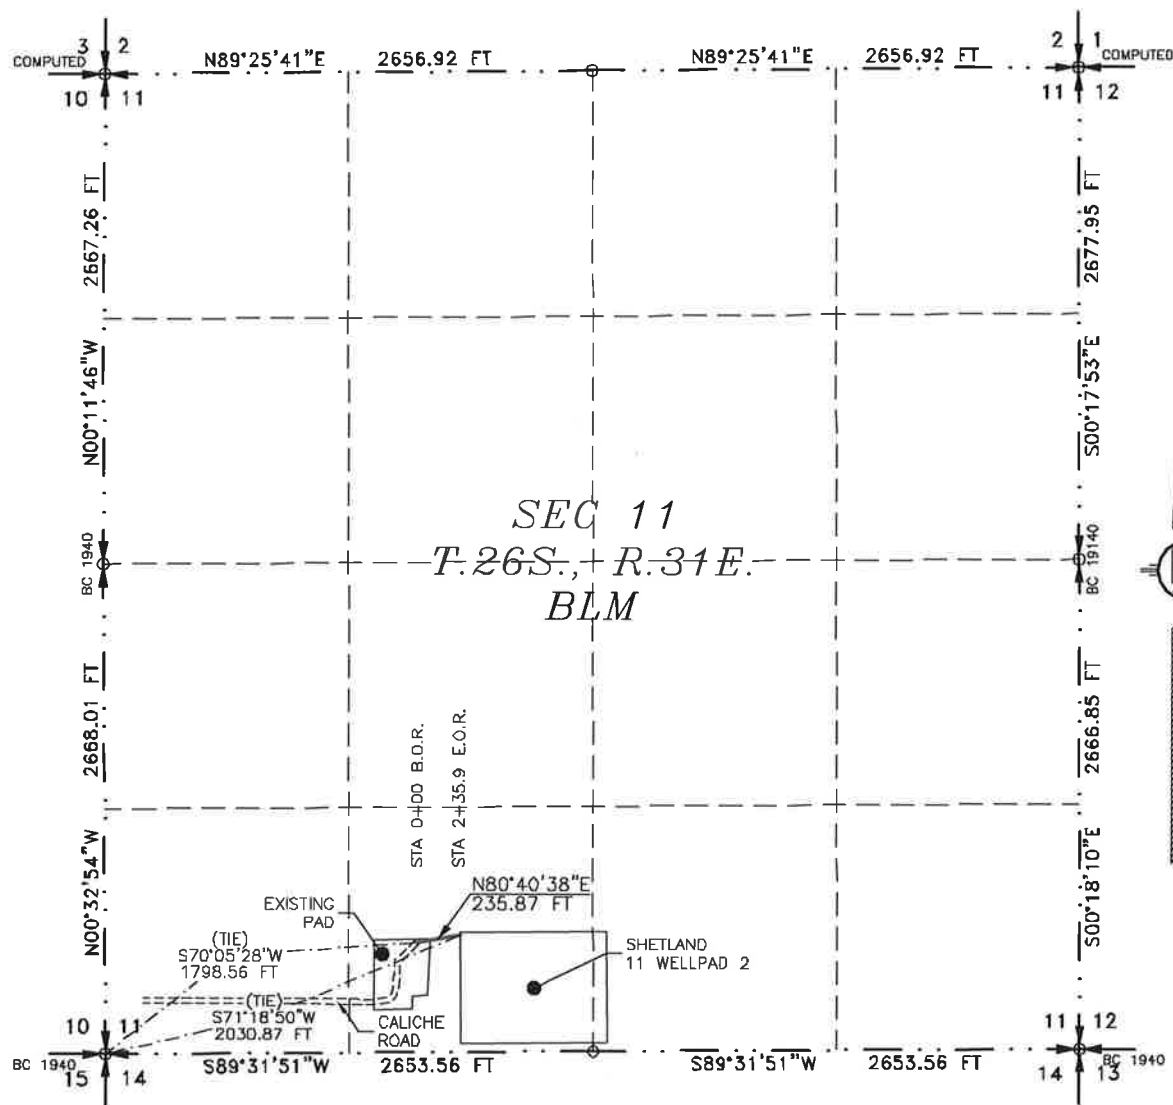 3 2
COMPUTED
10 11
N89°25'41"E 2656.92 FT
N89°25'41"E 2656.92 FT
2 1
COMPUTED
11 12
2667.26 FT
N00°11'46"W
2677.95 FT
S00°17'53"E
BC 1940
BC 19140
SEC 11
T.26S., R.31E.
BLM
2668.01 FT
N00°32'54"W
2666.85 FT
S00°18'10"E
STA 0+00 B.O.R.
STA 2+35.9 E.O.R.
N80°40'38"E
235.87 FT
EXISTING
PAD
(TIE)
S70°05'28"W
1798.56 FT
SHETLAND
11 WELLPAD 2
(TIE)
S71°18'50"W
2030.87 FT
CALICHE
ROAD
10 11
BC 1940
15 14
S89°31'51"W 2653.56 FT
S89°31'51"W 2653.56 FT
11 12
14 13
BC 1940